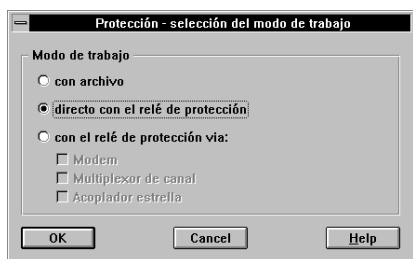 Protección - selección del modo de trabajo
Modo de trabajo
con archivo
directo con el relé de protección
con el relé de protección via:
Modem
Multiplexor de canal
Acoplador estrella
OK Cancel Help